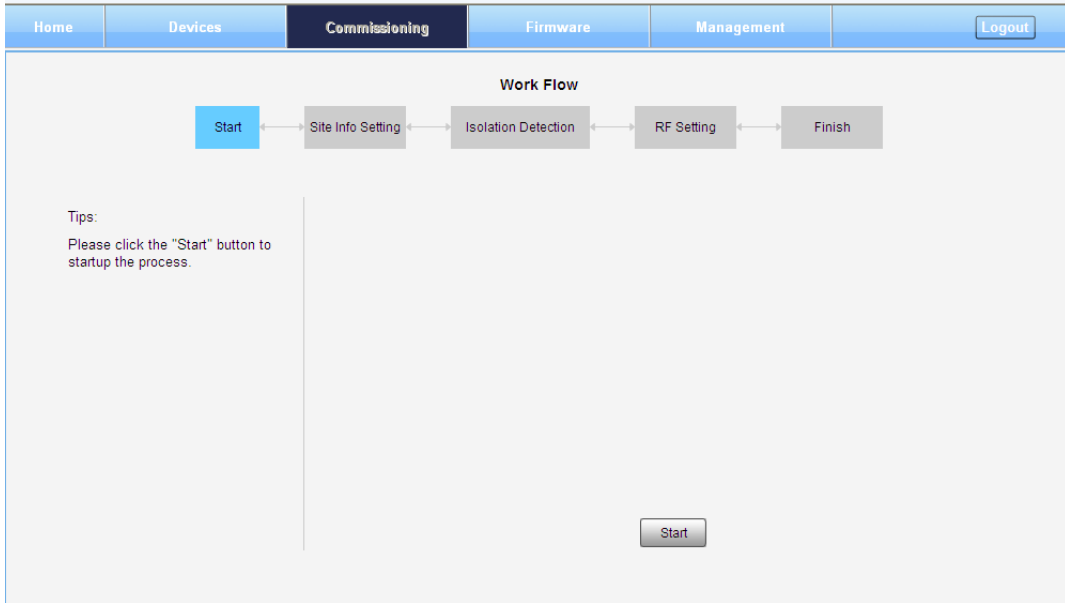 Home Devices Commissioning Firmware Management Logout
Work Flow
Start Site Info Setting Isolation Detection RF Setting Finish
Tips:
Please click the "Start" button to
startup the process.
Start